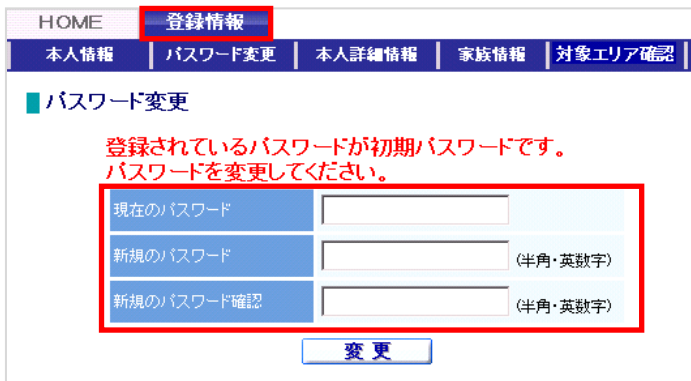 HOME 登録情報
本人情報 パスワード変更 本人詳細情報 家族情報 対象エリア確認
パスワード変更
登録されているパスワードが初期パスワードです。
パスワードを変更してください。
現在のパスワード
新規のパスワード (半角・英数字)
新規のパスワード確認 (半角・英数字)
変更